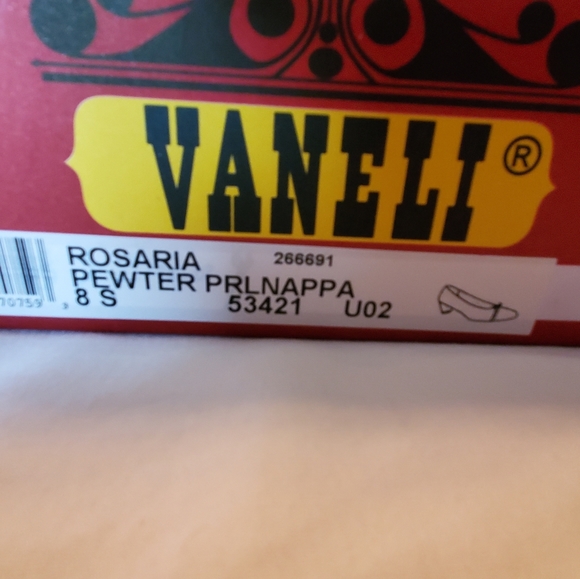 VANELI®
ROSARIA 266691
PEWTER PRLNAPPA
8 S 53421 U02